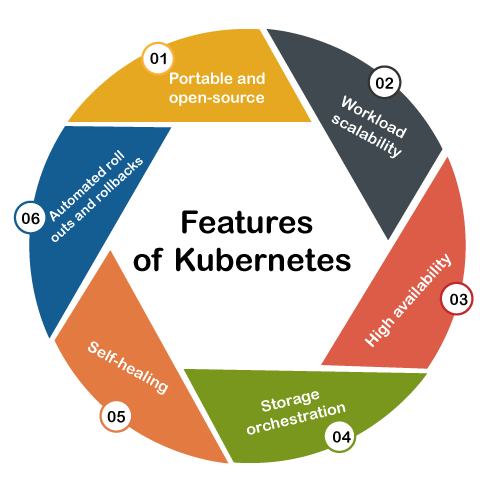 Features
of Kubernetes
01
Portable and
open-source
02
Workload
scalability
03
High availability
04
Storage
orchestration
05
Self-healing
06
Automated roll
outs and rollbacks